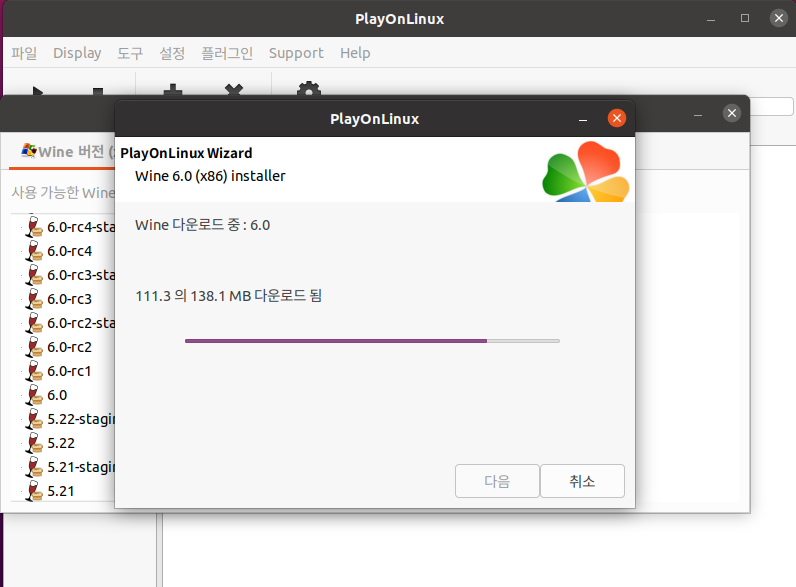 PlayOnLinux
파일 Display 도구 설정 플러그인 Support Help
PlayOnLinux
Wine 버전 (
사용 가능한 Wine
6.0-rc4-sta
6.0-rc4
6.0-rc3-sta
6.0-rc3
6.0-rc2-sta
6.0-rc2
6.0-rc1
6.0
5.22-stagin
5.22
5.21-stagin
5.21
PlayOnLinux Wizard
Wine 6.0 (x86) installer
Wine 다운로드 중 : 6.0
111.3 의 138.1 MB 다운로드 됨
다음
취소